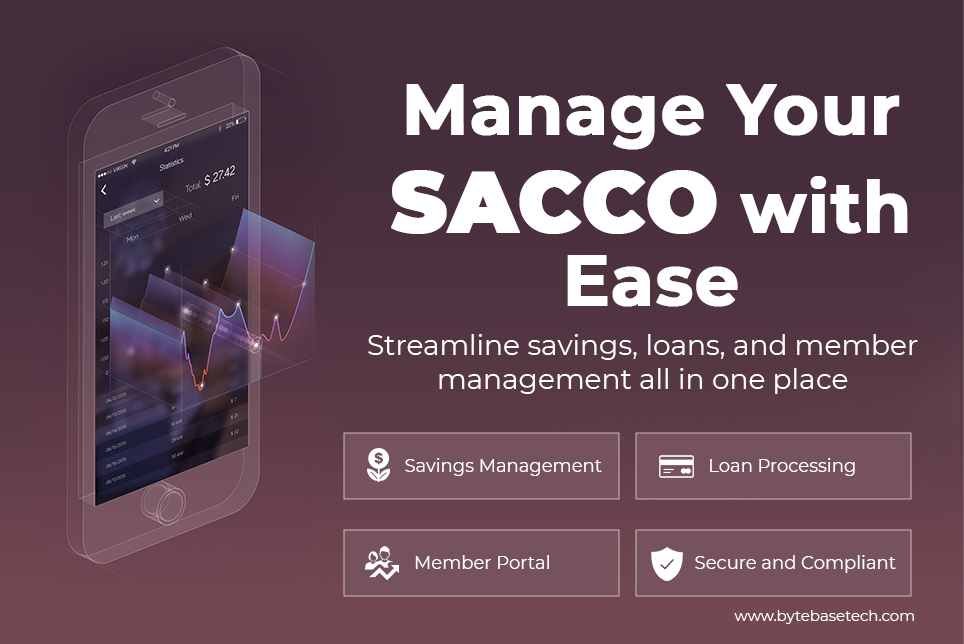 Manage Your
SACCO with
Ease
Streamline savings, loans, and member
management all in one place
Savings Management
Loan Processing
Member Portal
Secure and Compliant
www.bytebasetech.com
VIRGIN
4:21 PM
22%
Statistics
Total: $ 27.42
Last week
Mon
Wed
Fri